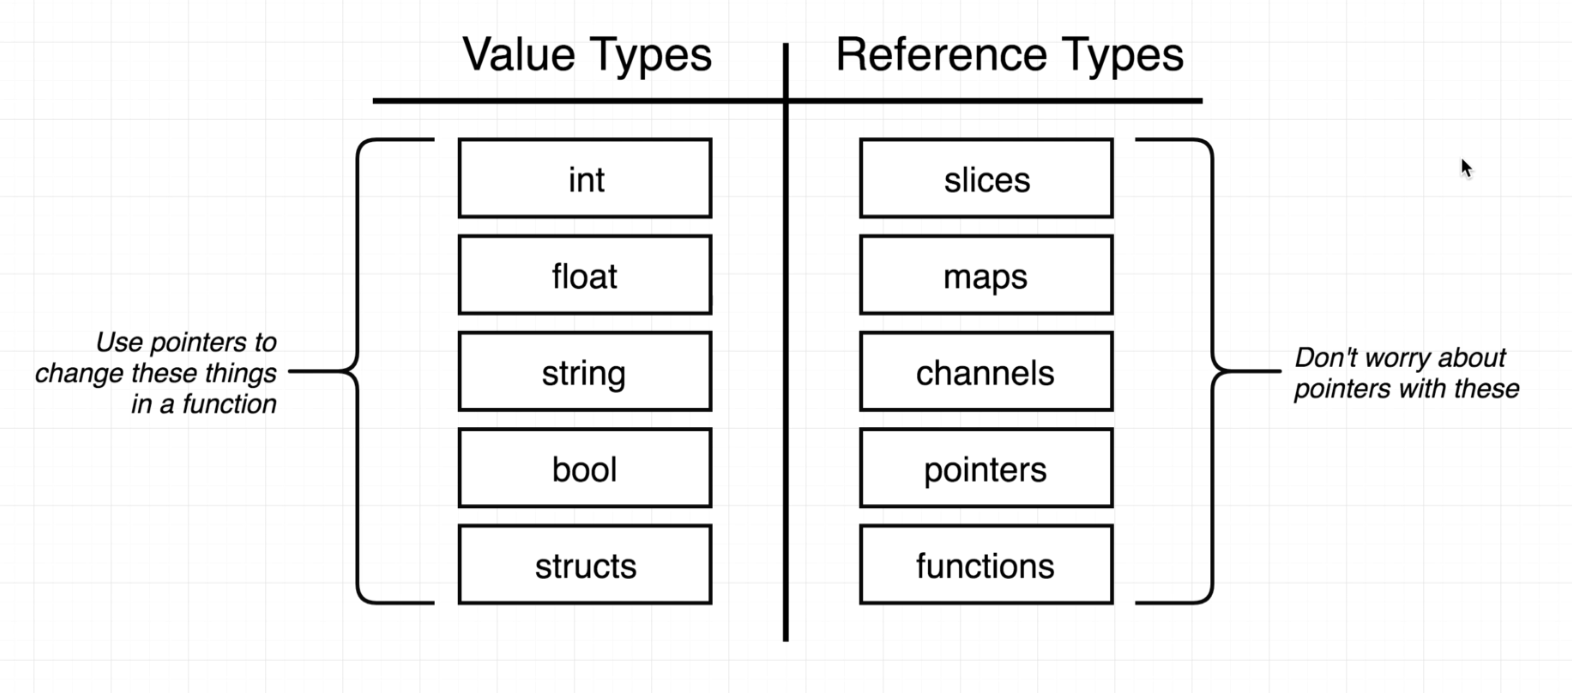 Value Types
Reference Types
int
slices
float
maps
Use pointers to
change these things
in a function
string
channels
Don't worry about
pointers with these
bool
pointers
structs
functions